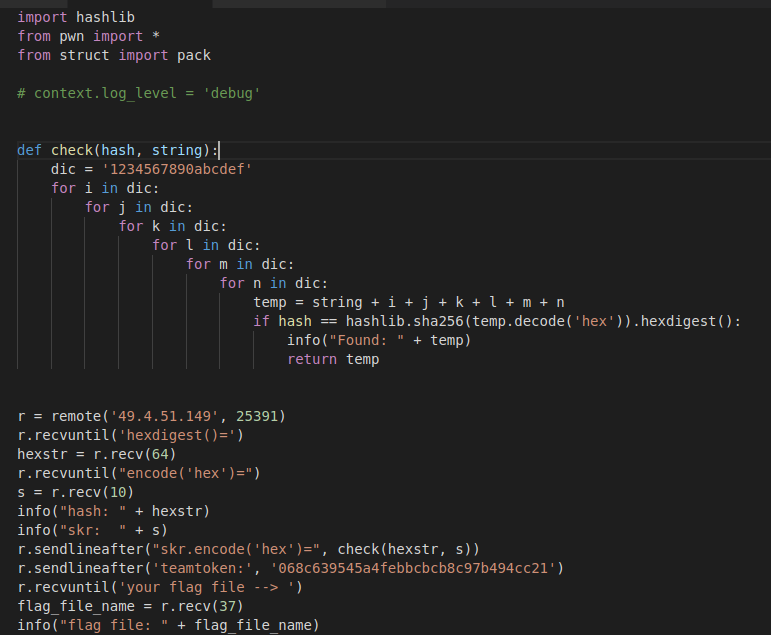 import hashlib
from pwn import *
from struct import pack
# context.log_level = 'debug'
def check(hash, string):
    dic = '1234567890abcdef'
    for i in dic:
        for j in dic:
            for k in dic:
                for l in dic:
                    for m in dic:
                        for n in dic:
                            temp = string + i + j + k + l + m + n
                            if hash == hashlib.sha256(temp.decode('hex')).hexdigest():
                                info("Found: " + temp)
                                return temp
r = remote('49.4.51.149', 25391)
r.recvuntil('hexdigest()=')
hexstr = r.recv(64)
r.recvuntil("encode('hex')=")
s = r.recv(10)
info("hash: " + hexstr)
info("skr:  " + s)
r.sendlineafter("skr.encode('hex')=", check(hexstr, s))
r.sendlineafter('teamtoken:', '068c639545a4febbcbcb8c97b494cc21')
r.recvuntil('your flag file --> ')
flag_file_name = r.recv(37)
info("flag file: " + flag_file_name)